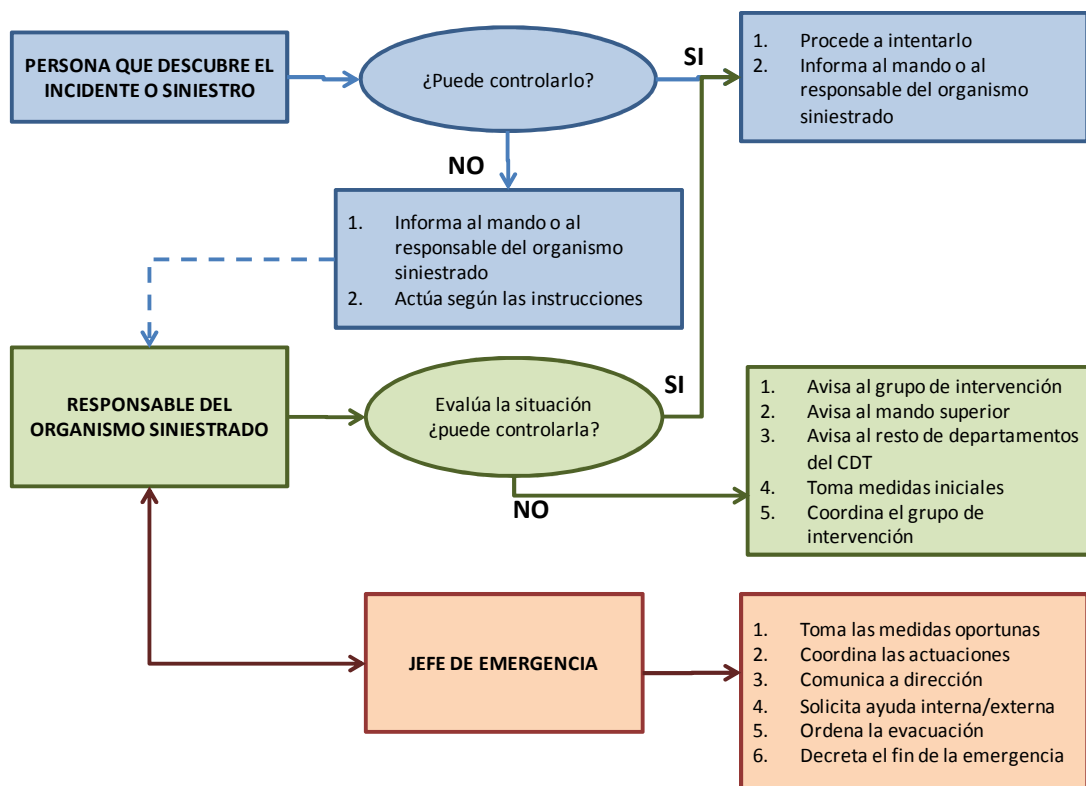 PERSONA QUE DESCUBRE EL
INCIDENTE O SINIESTRO
¿Puede controlarlo?
SI
1. Procede a intentarlo
2. Informa al mando o al
responsable del organismo
siniestrado
NO
1. Informa al mando o al
responsable del organismo
siniestrado
2. Actúa según las instrucciones
RESPONSABLE DEL
ORGANISMO SINIESTRADO
Evalúa la situación
¿puede controlarla?
SI
NO
1. Avisa al grupo de intervención
2. Avisa al mando superior
3. Avisa al resto de departamentos
del CDT
4. Toma medidas iniciales
5. Coordina el grupo de
intervención
JEFE DE EMERGENCIA
1. Toma las medidas oportunas
2. Coordina las actuaciones
3. Comunica a dirección
4. Solicita ayuda interna/externa
5. Ordena la evacuación
6. Decreta el fin de la emergencia